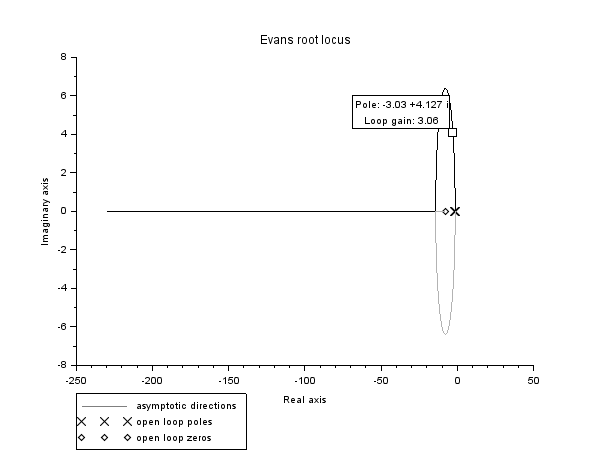 Evans root locus
8
6
4
2
0
-2
-4
-6
-8
Imaginary axis
Pole: -3.03 +4.127 i
Loop gain: 3.06
-250
-200
-150
-100
-50
0
50
Real axis
asymptotic directions
open loop poles
open loop zeros